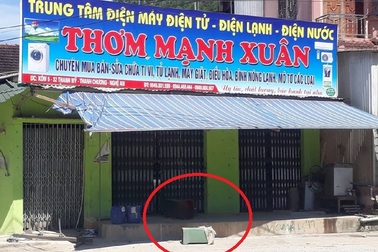 TRUNG TÂM ĐIỆN MÁY ĐIỆN TỬ - ĐIỆN LẠNH - ĐIỆN NƯỚC
THƠM MẠNH XUÂN
CHUYÊN MUA BÁN - SỬA CHỮA TI VI, TỦ LẠNH, MÁY GIẶT, ĐIỀU HÒA, BÌNH NÓNG LẠNH, MÔ TƠ CÁC LOẠI